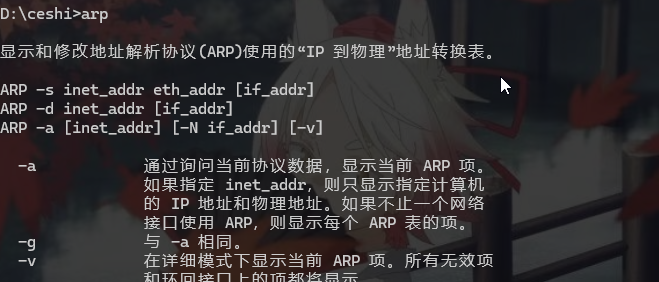 D:\ceshi>arp
显示和修改地址解析协议(ARP)使用的“IP 到物理”地址转换表。
ARP -s inet_addr eth_addr [if_addr]
ARP -d inet_addr [if_addr]
ARP -a [inet_addr] [-N if_addr] [-v]
-a 通过询问当前协议数据，显示当前 ARP 项。
如果指定 inet_addr，则只显示指定计算机
的 IP 地址和物理地址。如果不止一个网络
接口使用 ARP，则显示每个 ARP 表的项。
-g 与 -a 相同。
-v 在详细模式下显示当前 ARP 项。所有无效项
和环回接口上的项都将显示。